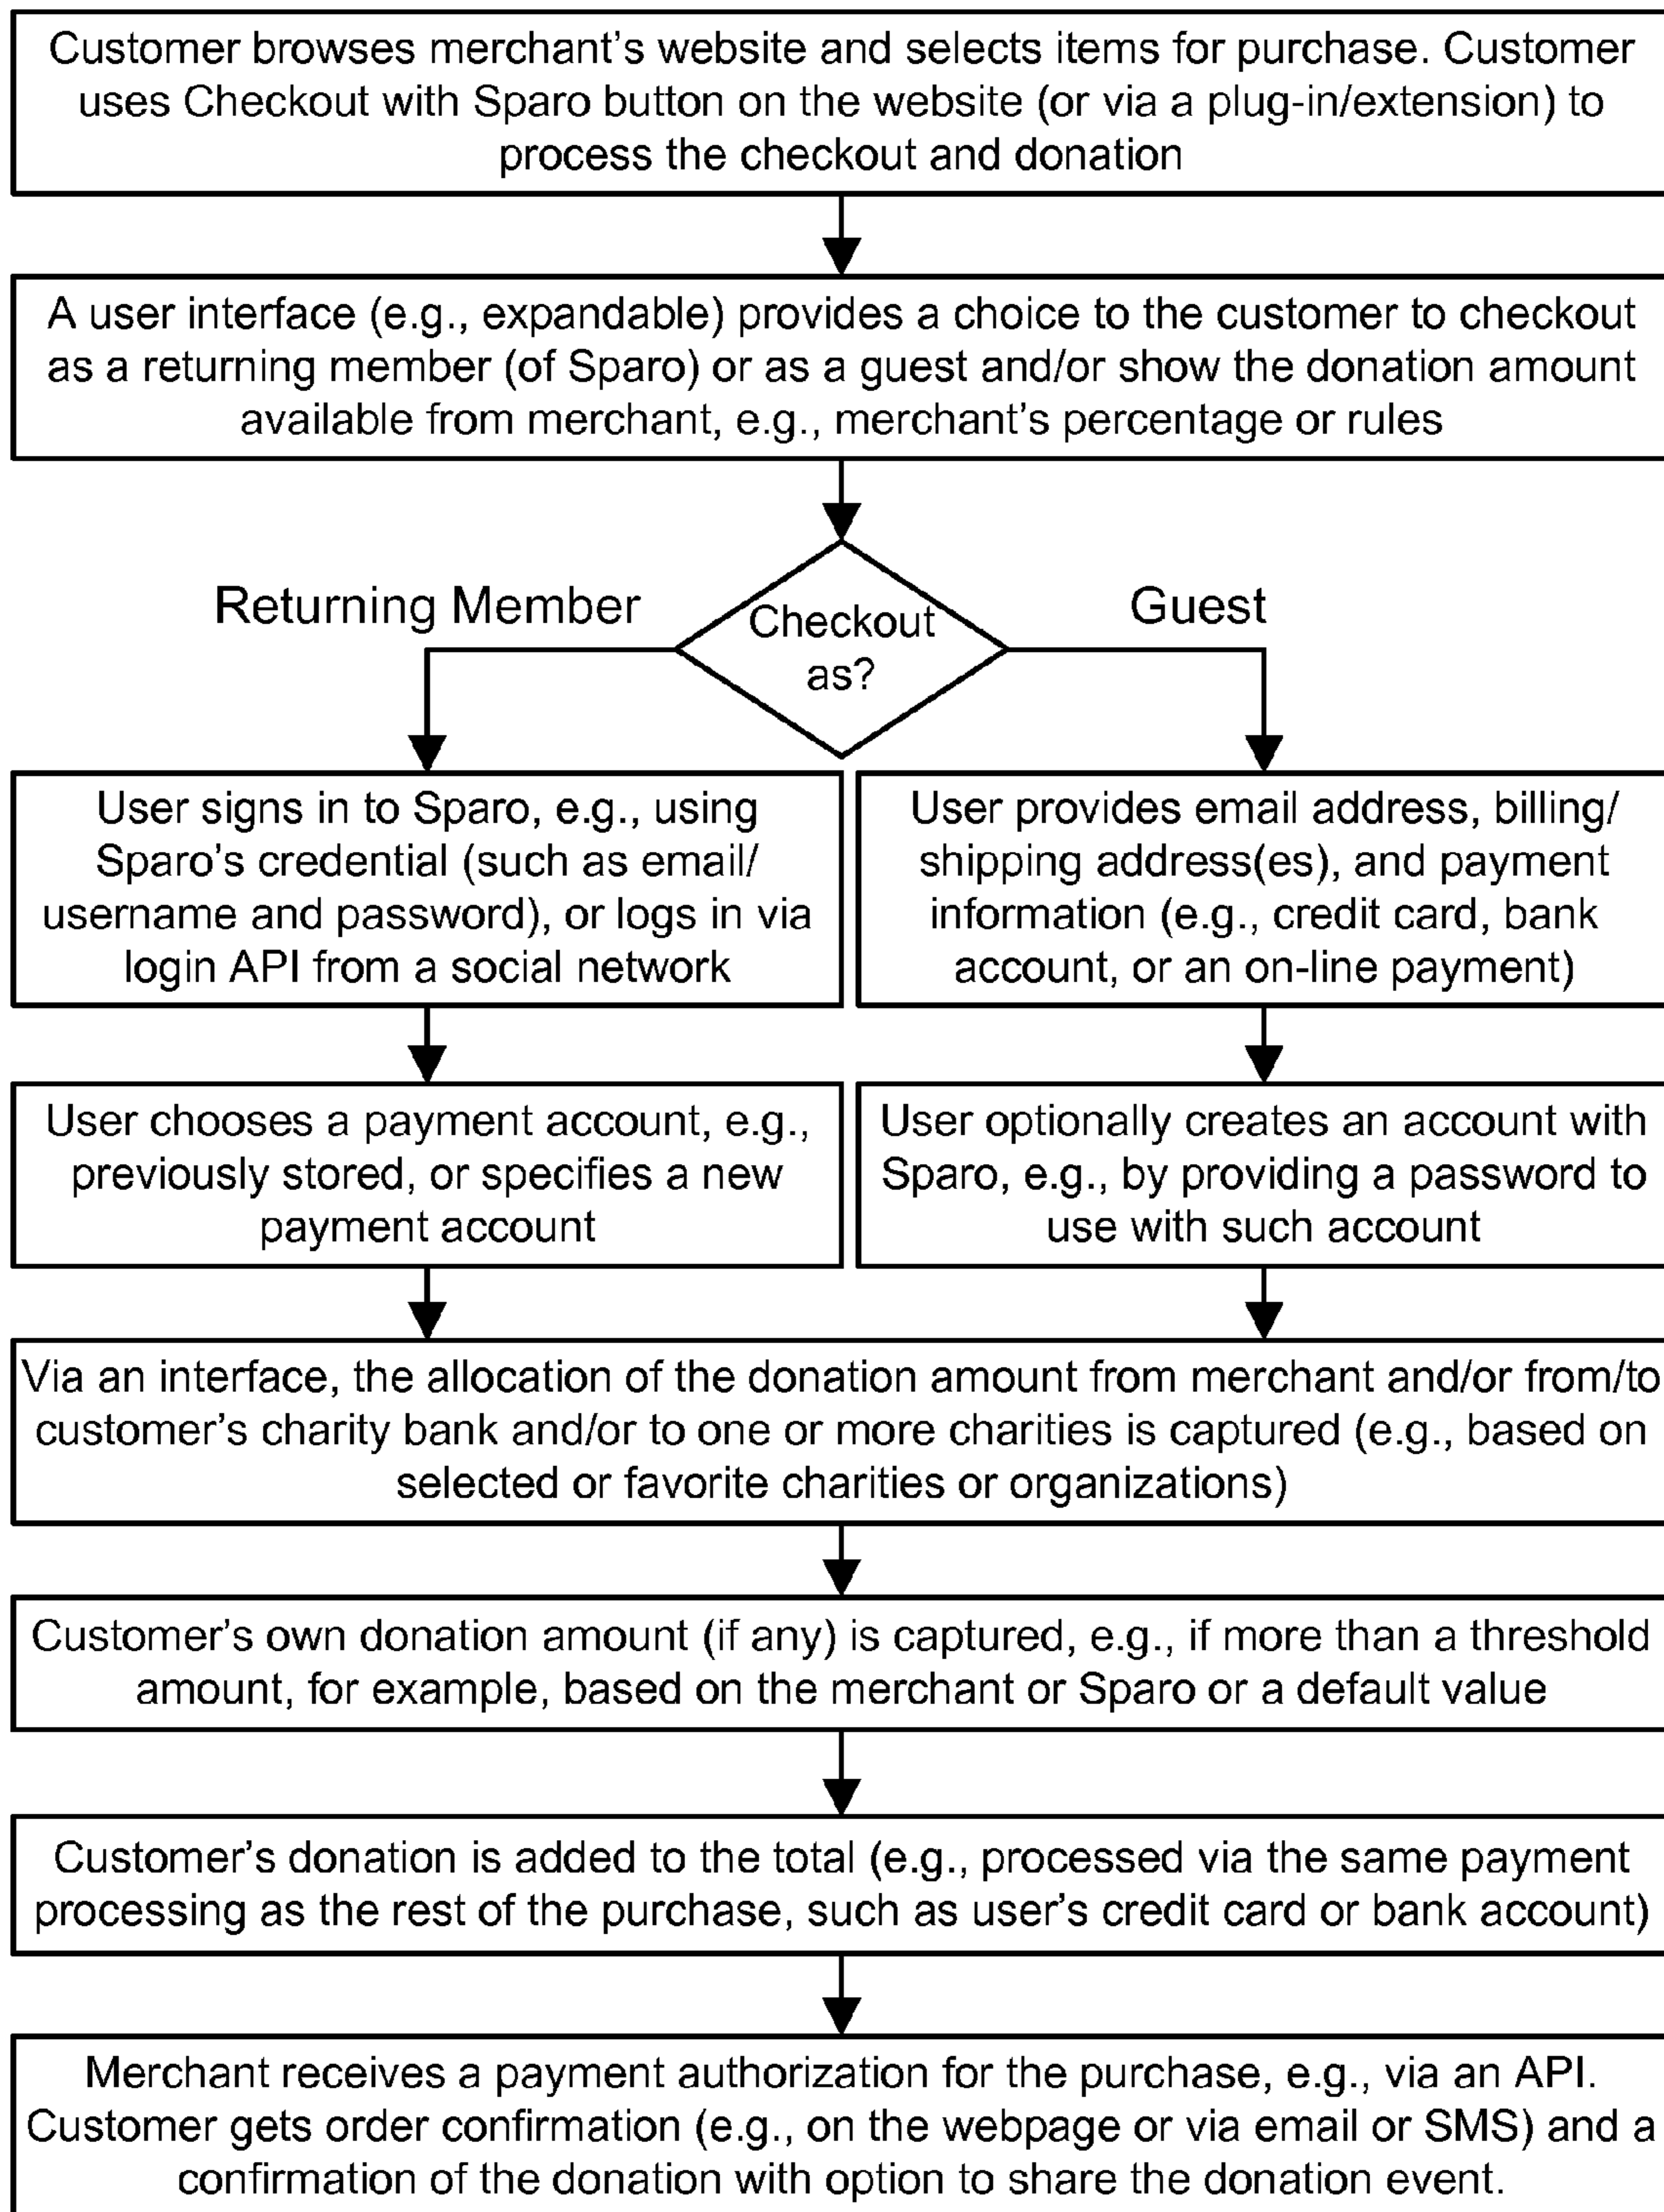 Customer browses merchant's website and selects items for purchase. Customer
uses Checkout with Sparo button on the website (or via a plug-in/extension) to
process the checkout and donation
A user interface (e.g., expandable) provides a choice to the customer to checkout
as a returning member (of Sparo) or as a guest and/or show the donation amount
available from merchant, e.g., merchant's percentage or rules
Returning Member
Checkout
as?
Guest
User signs in to Sparo, e.g., using
Sparo's credential (such as email/
username and password), or logs in via
login API from a social network
User provides email address, billing/
shipping address(es), and payment
information (e.g., credit card, bank
account, or an on-line payment)
User chooses a payment account, e.g.,
previously stored, or specifies a new
payment account
User optionally creates an account with
Sparo, e.g., by providing a password to
use with such account
Via an interface, the allocation of the donation amount from merchant and/or from/to
customer's charity bank and/or to one or more charities is captured (e.g., based on
selected or favorite charities or organizations)
Customer's own donation amount (if any) is captured, e.g., if more than a threshold
amount, for example, based on the merchant or Sparo or a default value
Customer's donation is added to the total (e.g., processed via the same payment
processing as the rest of the purchase, such as user's credit card or bank account)
Merchant receives a payment authorization for the purchase, e.g., via an API.
Customer gets order confirmation (e.g., on the webpage or via email or SMS) and a
confirmation of the donation with option to share the donation event.